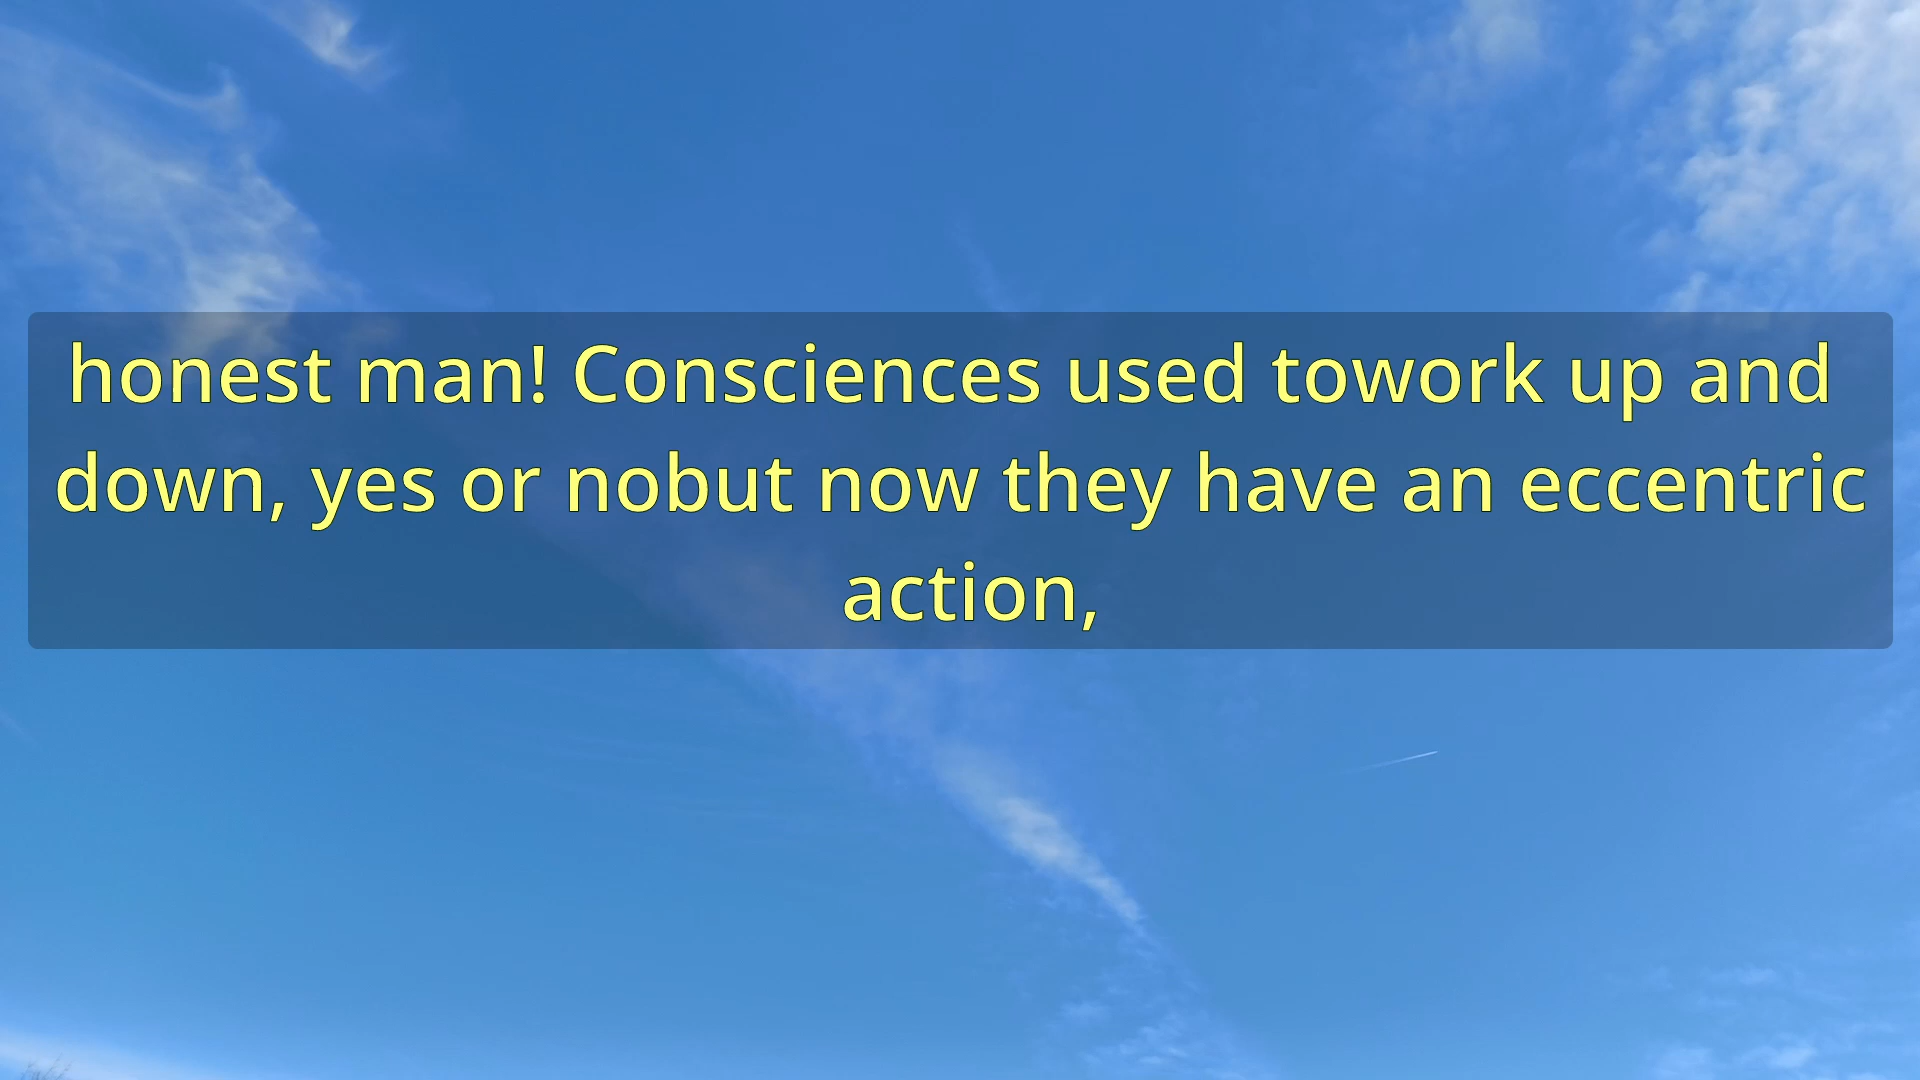 honest man! Consciences used towork up and
down, yes or nobut now they have an eccentric
action,